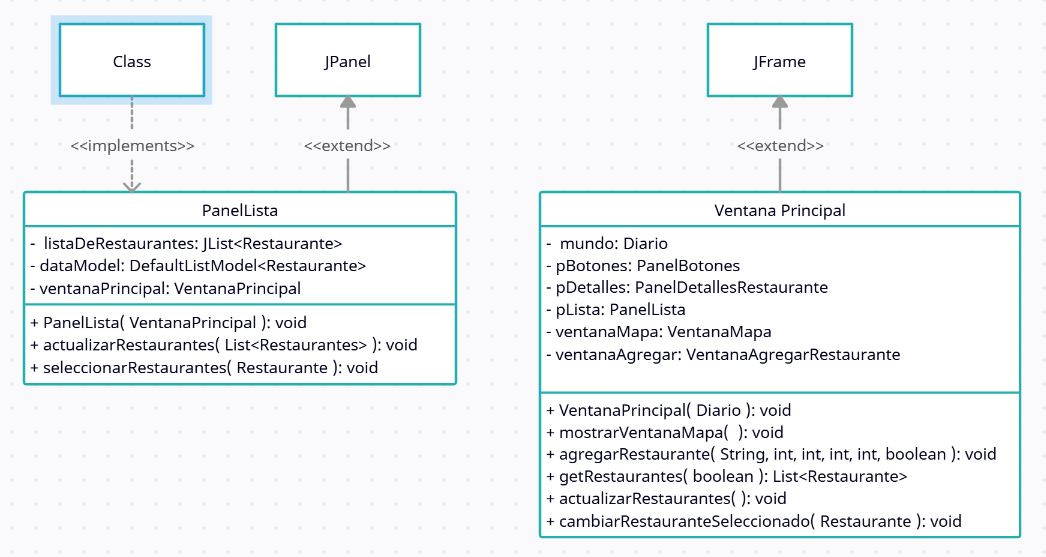 Class
JPanel
JFrame
<<implements>>
<<extend>>
<<extend>>
PanelLista
- listaDeRestaurantes: JList<Restaurante>
- dataModel: DefaultListModel<Restaurante>
- ventanaPrincipal: VentanaPrincipal
+ PanelLista( VentanaPrincipal ): void
+ actualizarRestaurantes( List<Restaurantes> ): void
+ seleccionarRestaurantes( Restaurante ): void
Ventana Principal
- mundo: Diario
- pBotones: PanelBotones
- pDetalles: PanelDetallesRestaurante
- pLista: PanelLista
- ventanaMapa: VentanaMapa
- ventanaAgregar: VentanaAgregarRestaurante
+ VentanaPrincipal( Diario ): void
+ mostrarVentanaMapa( ): void
+ agregarRestaurante( String, int, int, int, int, boolean ): void
+ getRestaurantes( boolean ): List<Restaurante>
+ actualizarRestaurantes( ): void
+ cambiarRestauranteSeleccionado( Restaurante ): void